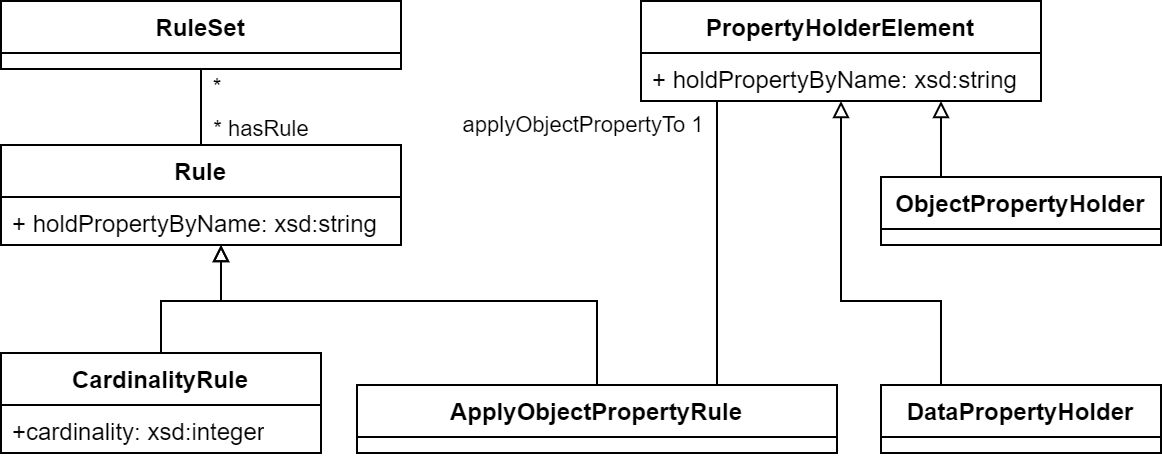 RuleSet
*
* hasRule
Rule
+ holdPropertyByName: xsd:string
CardinalityRule
+cardinality: xsd:integer
ApplyObjectPropertyRule
applyObjectPropertyTo 1
PropertyHolderElement
+ holdPropertyByName: xsd:string
ObjectPropertyHolder
DataPropertyHolder